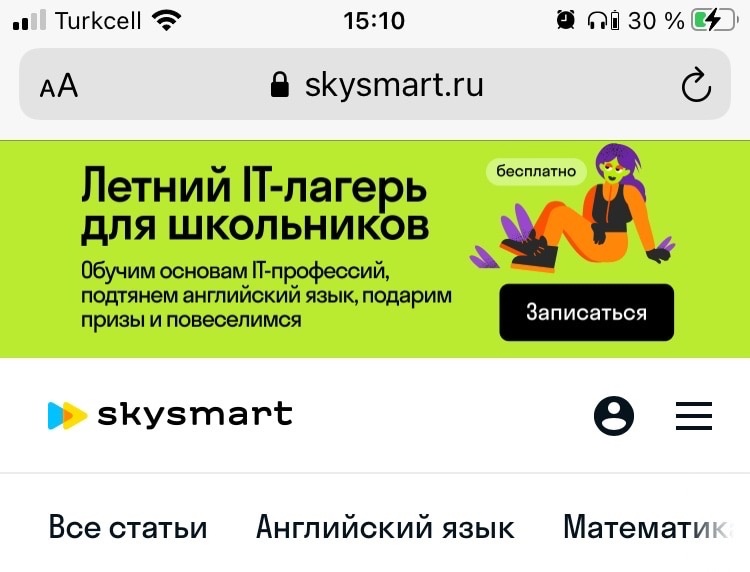 Turkcell 15:10 30 %
AA skysmart.ru
Летний IT-лагерь
для школьников
бесплатно
Обучим основам IT-профессий,
подтянем английский язык, подарим
призы и повеселимся
Записаться
skysmart
Все статьи Английский язык Математик